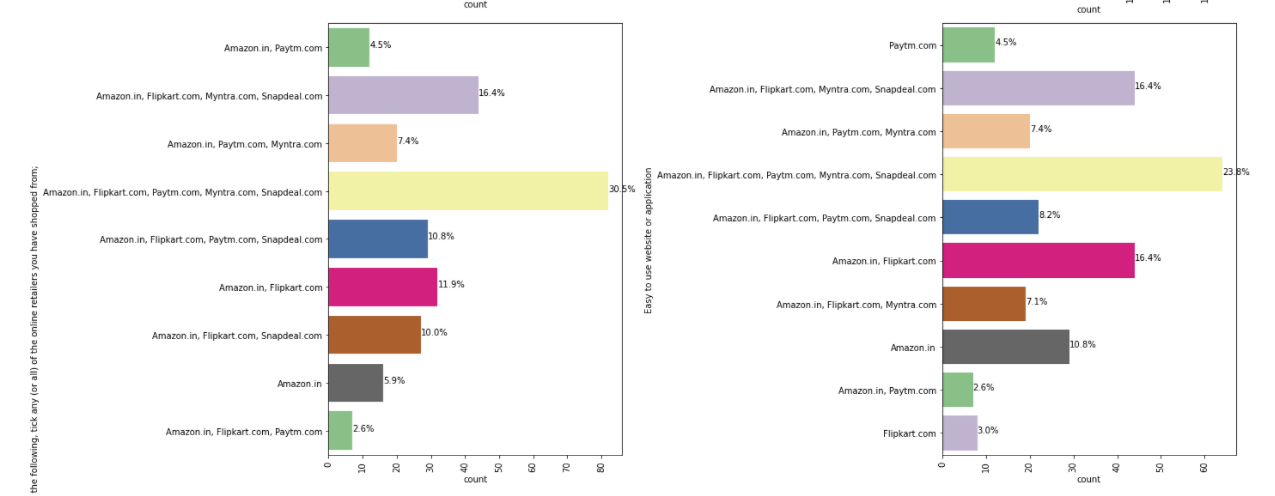 count
the following, tick any (or all) of the online retailers you have shopped from;
Amazon.in, Paytm.com
4.5%
Amazon.in, Flipkart.com, Myntra.com, Snapdeal.com
16.4%
Amazon.in, Paytm.com, Myntra.com
7.4%
Amazon.in, Flipkart.com, Paytm.com, Myntra.com, Snapdeal.com
30.5%
Amazon.in, Flipkart.com, Paytm.com, Snapdeal.com
10.8%
Amazon.in, Flipkart.com
11.9%
Amazon.in, Flipkart.com, Snapdeal.com
10.0%
Amazon.in
5.9%
Amazon.in, Flipkart.com, Paytm.com
2.6%
0 10 20 30 40 50 60 70 80
count
count
Easy to use website or application
Paytm.com
4.5%
Amazon.in, Flipkart.com, Myntra.com, Snapdeal.com
16.4%
Amazon.in, Paytm.com, Myntra.com
7.4%
Amazon.in, Flipkart.com, Paytm.com, Myntra.com, Snapdeal.com
23.8%
Amazon.in, Flipkart.com, Paytm.com, Snapdeal.com
8.2%
Amazon.in, Flipkart.com
16.4%
Amazon.in, Flipkart.com, Myntra.com
7.1%
Amazon.in
10.8%
Amazon.in, Paytm.com
2.6%
Flipkart.com
3.0%
0 10 20 30 40 50 60
count